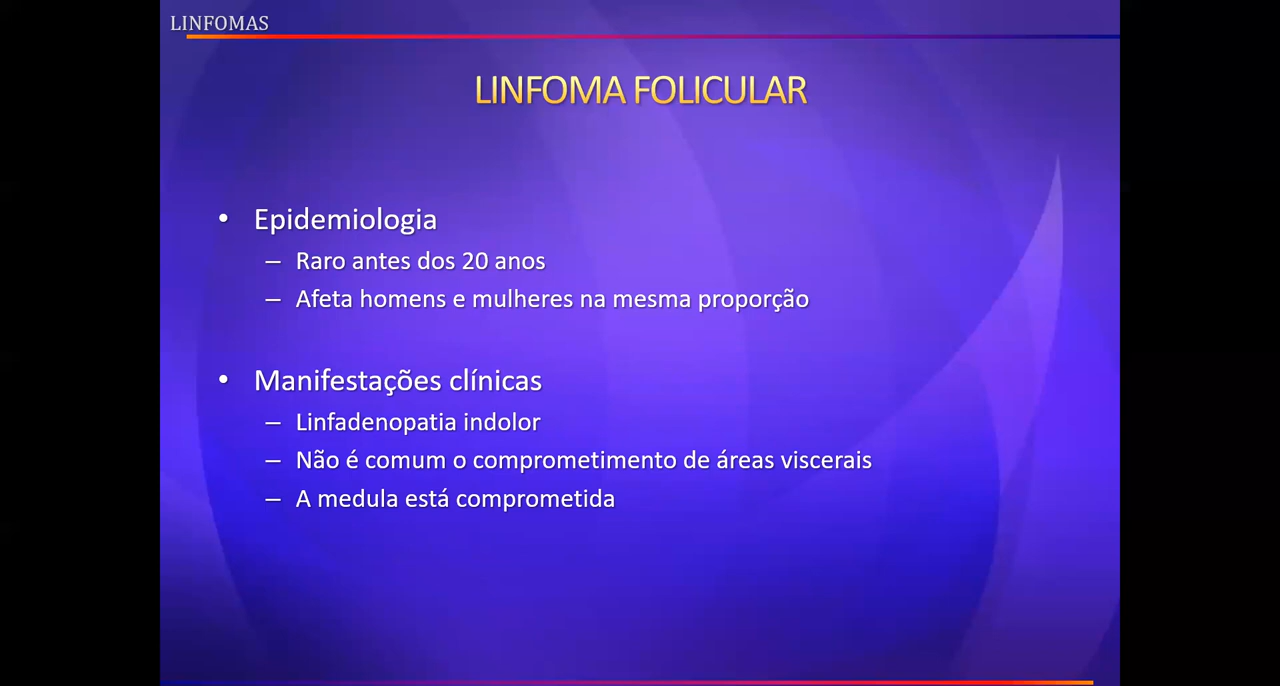 LINFOMAS
LINFOMA FOLICULAR
• Epidemiologia
– Raro antes dos 20 anos
– Afeta homens e mulheres na mesma proporção
• Manifestações clínicas
– Linfadenopatia indolor
– Não é comum o comprometimento de áreas viscerais
– A medula está comprometida